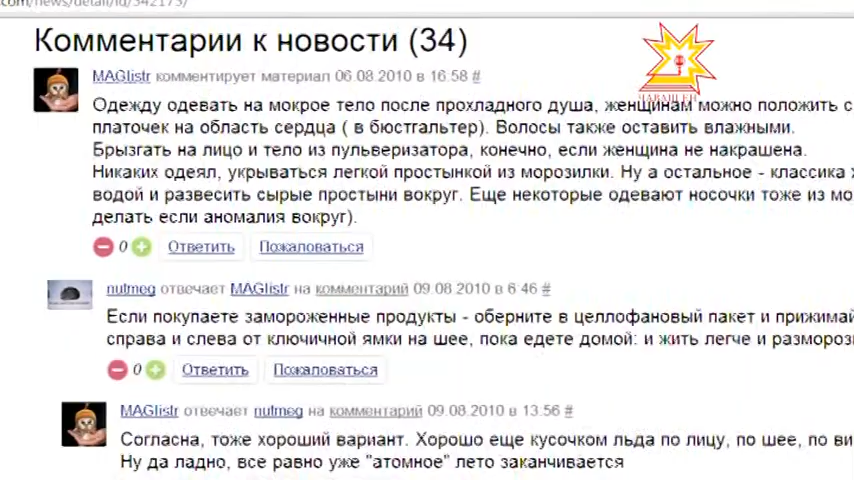 com/news/detail/id/342175/
Комментарии к новости (34)
MAGIstr комментирует материал 06.08.2010 в 16:58 #
Одежду одевать на мокрое тело после прохладного душа, женщинам можно положить с
платочек на область сердца ( в бюстгальтер). Волосы также оставить влажными.
Брызгать на лицо и тело из пульверизатора, конечно, если женщина не накрашена.
Никаких одеял, укрываться легкой простынкой из морозилки. Ну а остальное - классика х
водой и развесить сырые простыни вокруг. Еще некоторые одевают носочки тоже из мо
делать если аномалия вокруг).
0 Ответить Пожаловаться
nutmeg отвечает MAGIstr на комментарий 09.08.2010 в 6:46 #
Если покупаете замороженные продукты - оберните в целлофановый пакет и прижимай
справа и слева от ключичной ямки на шее, пока едете домой: и жить легче и разморозк
0 Ответить Пожаловаться
MAGIstr отвечает nutmeg на комментарий 09.08.2010 в 13:56 #
Согласна, тоже хороший вариант. Хорошо еще кусочком льда по лицу, по шее, по ви
Ну да ладно, все равно уже "атомное" лето заканчивается